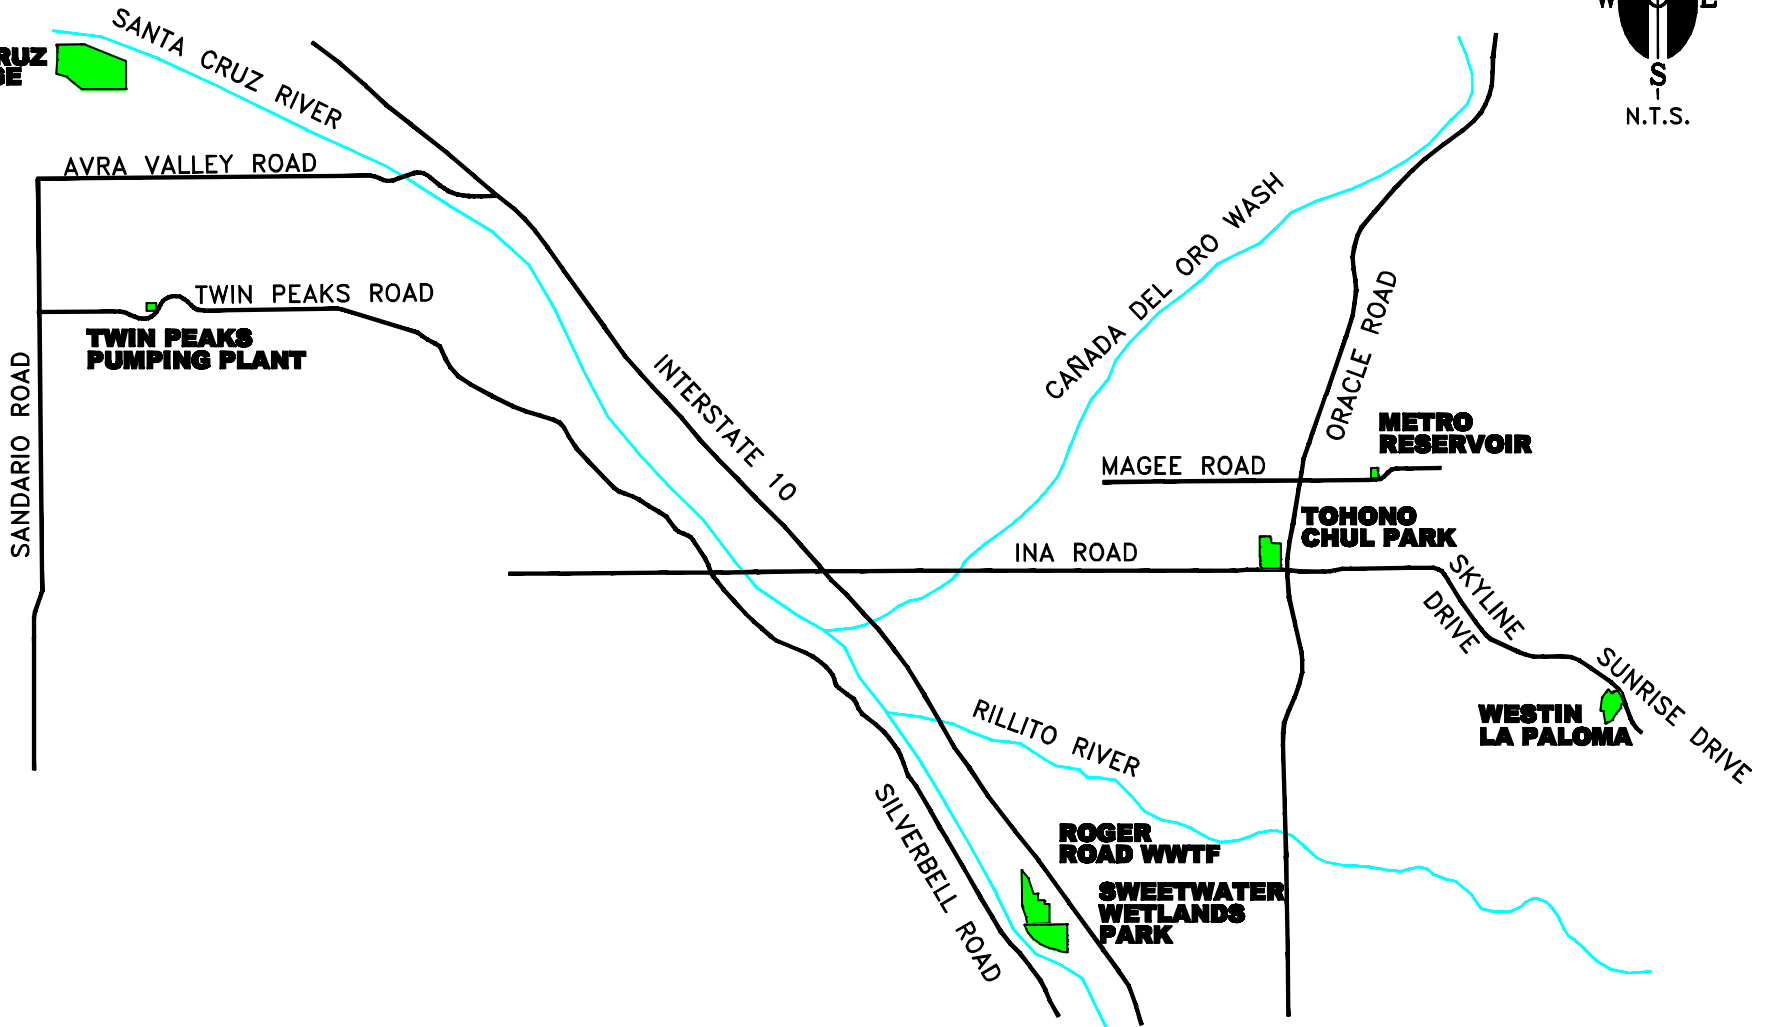 W E
S
N.T.S.
SANTA CRUZ RIVER
AVRA VALLEY ROAD
TWIN PEAKS ROAD
TWIN PEAKS
PUMPING PLANT
SANDARIO ROAD
INTERSTATE 10
CAÑADA DEL ORO WASH
ORACLE ROAD
METRO
RESERVOIR
MAGEE ROAD
TOHONO
CHUL PARK
INA ROAD
SKYLINE
DRIVE
SUNRISE DRIVE
WESTIN
LA PALOMA
RILLITO RIVER
SILVERBELL ROAD
ROGER
ROAD WWTF
SWEETWATER
WETLANDS
PARK